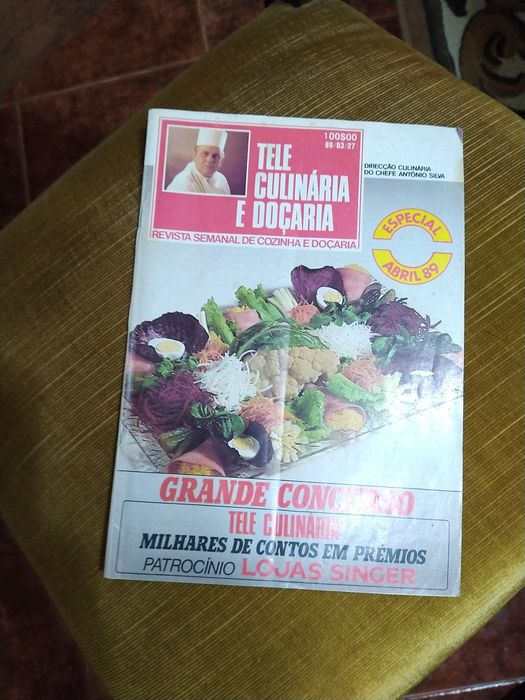 100$00
89/03/27
TELE
CULINÁRIA
E DOÇARIA
REVISTA SEMANAL DE COZINHA E DOÇARIA
DIRECÇÃO CULINÁRIA
DO CHEFE ANTÓNIO SILVA
ESPECIAL
ABRIL 89
GRANDE CONCURSO
TELE CULINÁRIA
MILHARES DE CONTOS EM PRÉMIOS
PATROCÍNIO LOJAS SINGER